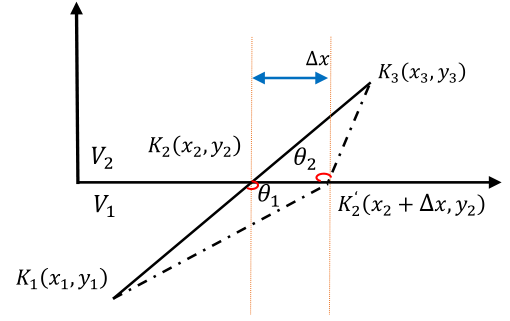 Δx
K₃(x₃, y₃)
K₂(x₂, y₂)
θ₂
V₂
V₁
θ₁
K₂‘(x₂ + Δx, y₂)
K₁(x₁, y₁)